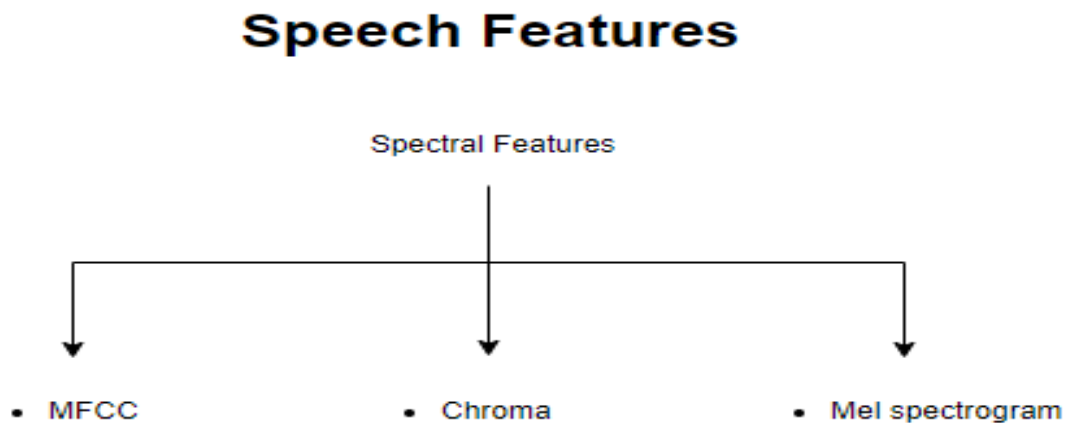 Speech Features
Spectral Features
• MFCC
• Chroma
• Mel spectrogram